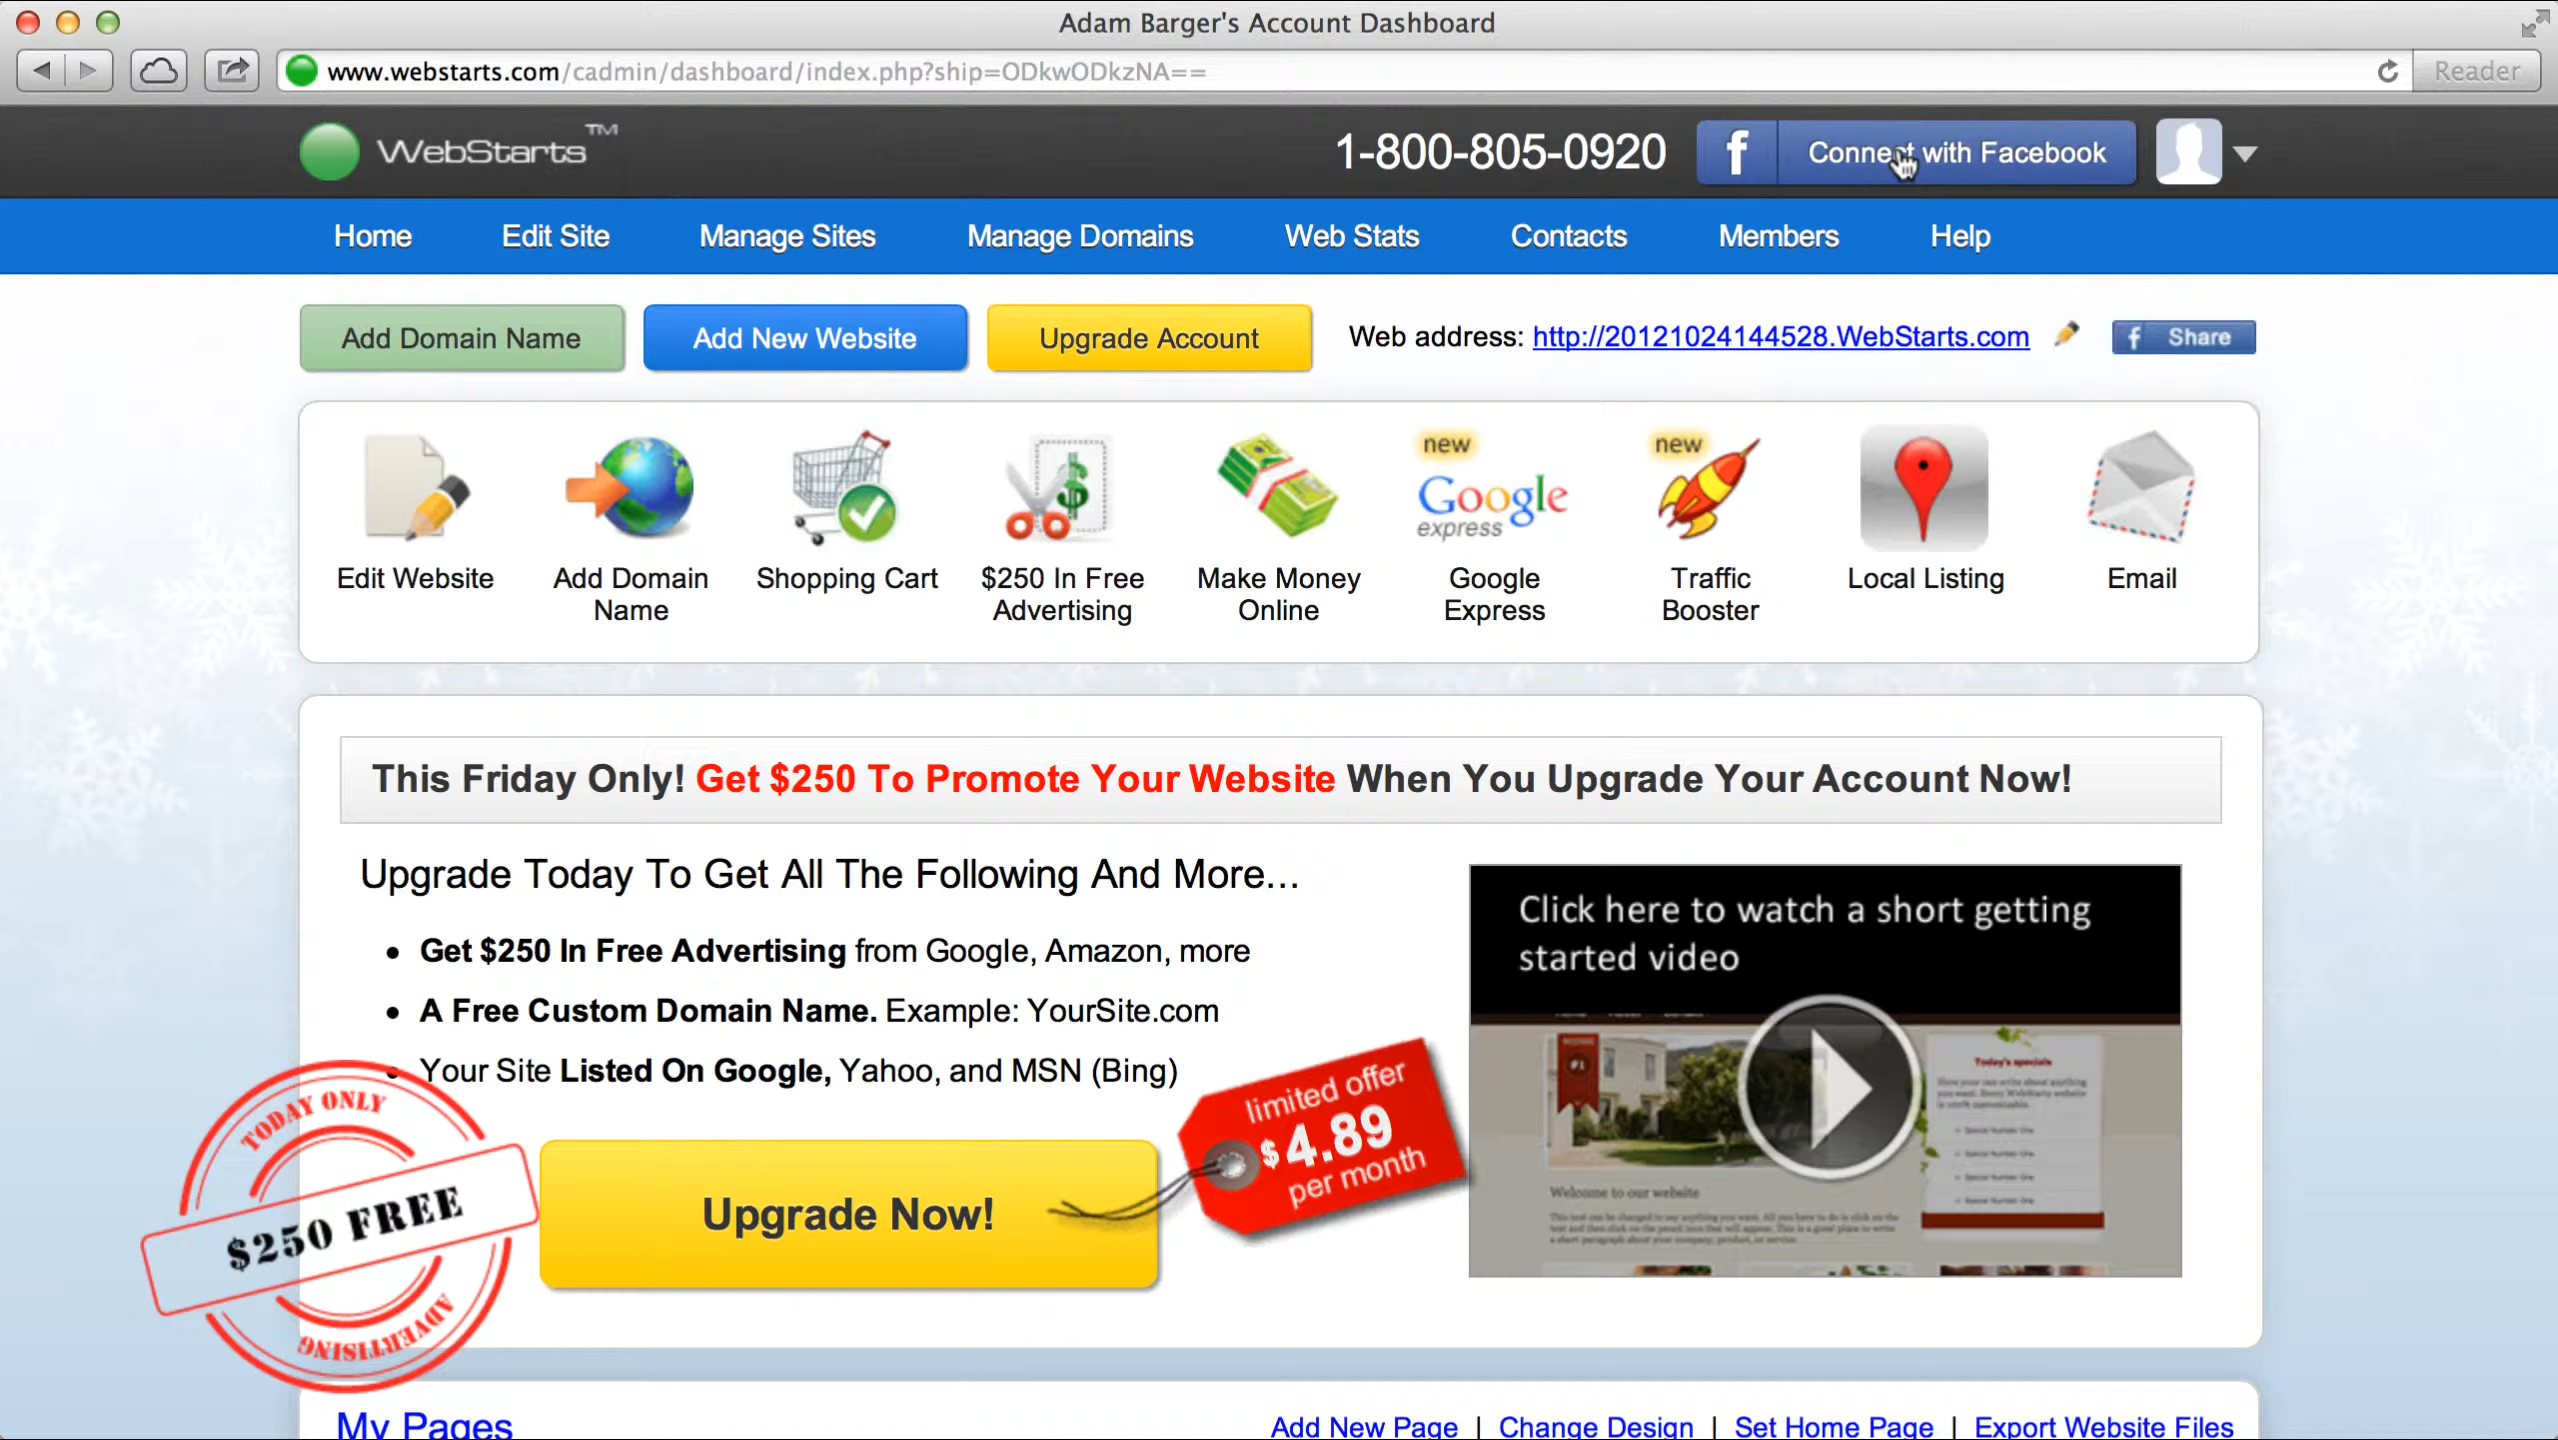 Adam Barger's Account Dashboard
www.webstarts.com/cadmin/dashboard/index.php?ship=ODkwODkzNA==
Reader
WebStarts™
1-800-805-0920
f Connect with Facebook
Home Edit Site Manage Sites Manage Domains Web Stats Contacts Members Help
Add Domain Name Add New Website Upgrade Account Web address: http://20121024144528.WebStarts.com f Share
Edit Website
Add Domain
Name
Shopping Cart
$250 In Free
Advertising
Make Money
Online
new
Google
express
Google
Express
new
Traffic
Booster
Local Listing
Email
This Friday Only! Get $250 To Promote Your Website When You Upgrade Your Account Now!
Upgrade Today To Get All The Following And More...
• Get $250 In Free Advertising from Google, Amazon, more
• A Free Custom Domain Name. Example: YourSite.com
• Your Site Listed On Google, Yahoo, and MSN (Bing)
TODAY ONLY
$250 FREE
ADVERTISING
Upgrade Now!
limited offer
$4.89
per month
Click here to watch a short getting
started video
#1
Today's specials
Welcome to our website
My Pages
Add New Page | Change Design | Set Home Page | Export Website Files